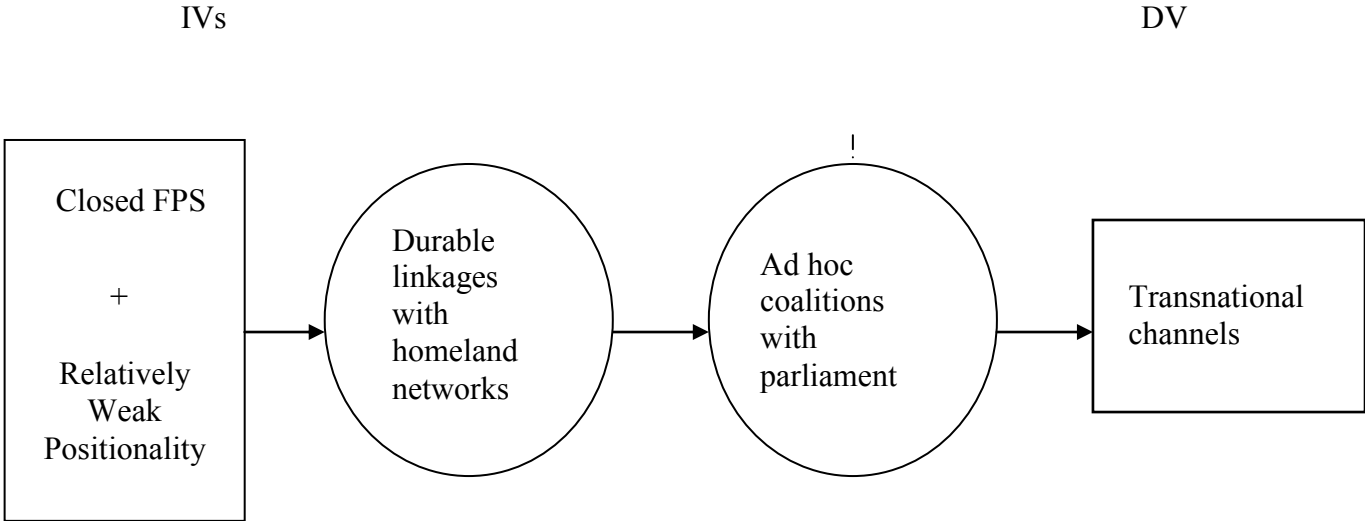 IVs
DV
Closed FPS
+
Relatively
Weak
Positionality
Durable
linkages
with
homeland
networks
Ad hoc
coalitions
with
parliament
Transnational
channels